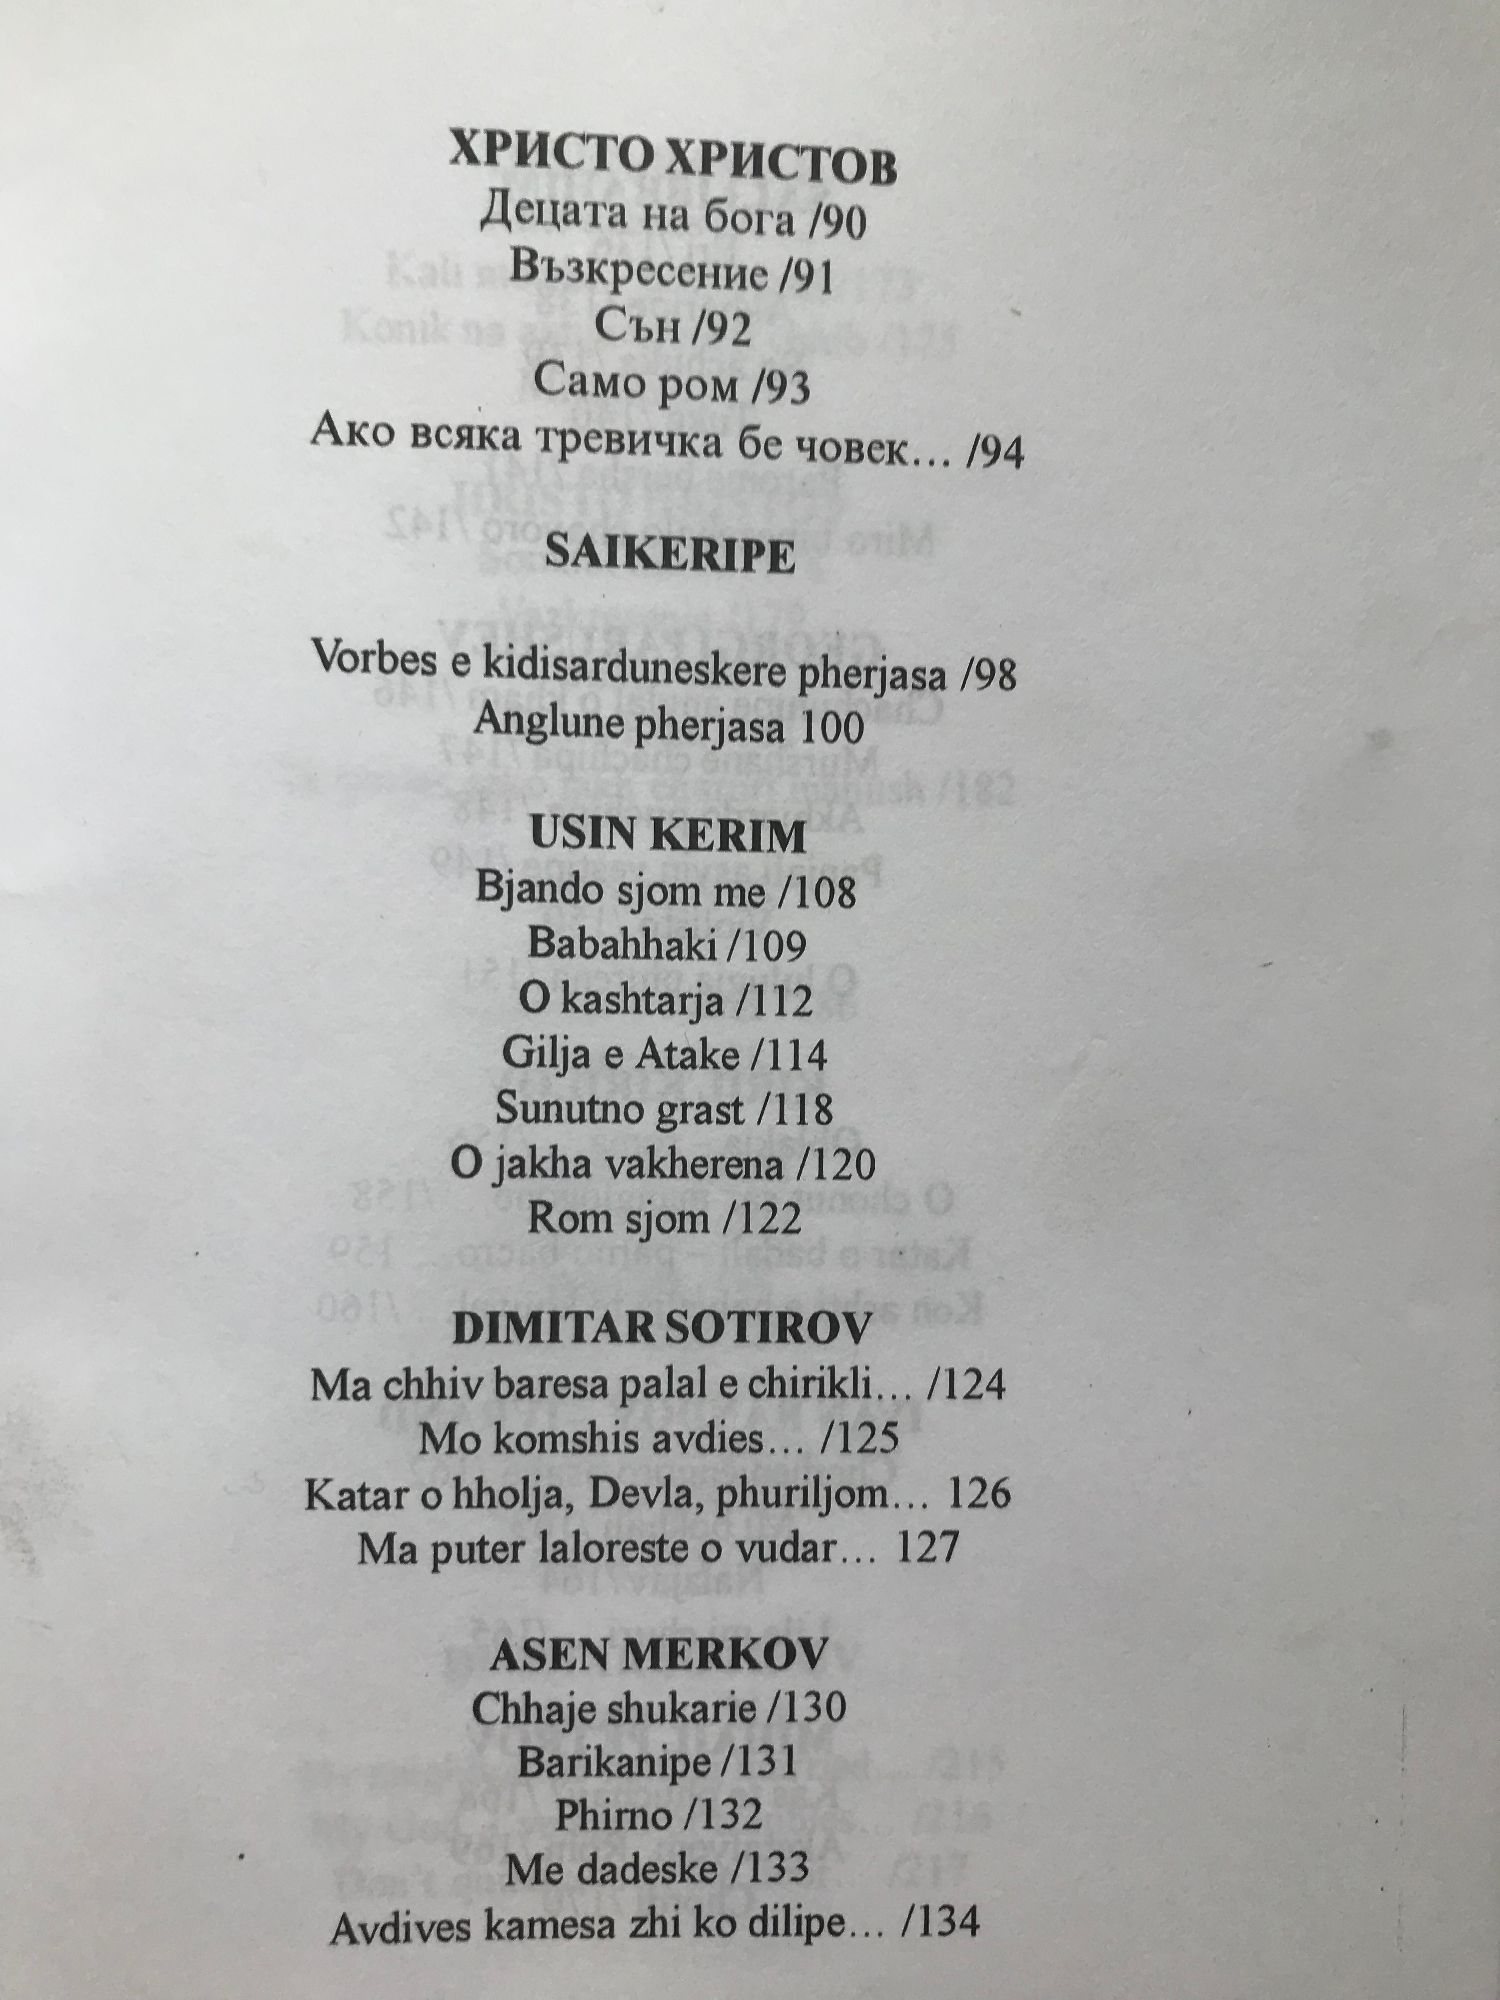 ХРИСТО ХРИСТОВ
Децата на бога /90
Възкресение /91
Сън /92
Само ром /93
Ако всяка тревичка бе човек... /94
SAIKERIPE
Vorbes e kidisarduneskere pherjasa /98
Anglune pherjasa 100
USIN KERIM
Bjando sjom me /108
Babahhaki /109
O kashtarja /112
Gilja e Atake /114
Sunutno grast /118
O jakha vakherena /120
Rom sjom /122
DIMITAR SOTIROV
Ma chhiv baresa palal e chirikli... /124
Mo komshis avdies... /125
Katar o hholja, Devla, phuriljom... 126
Ma puter laloreste o vudar... 127
ASEN MERKOV
Chhaje shukarie /130
Barikanipe /131
Phirno /132
Me dadeske /133
Avdives kamesa zhi ko dilipe... /134